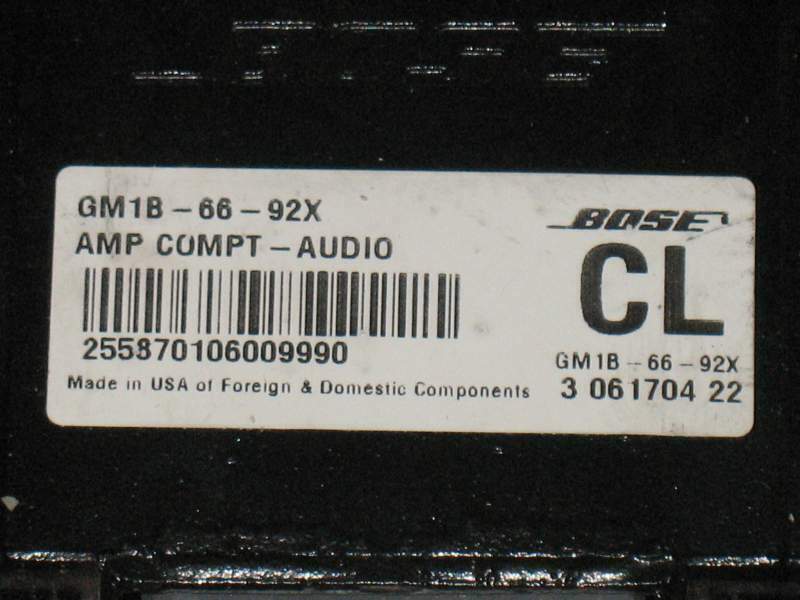 GM1B-66-92X
AMP COMPT-AUDIO
255870106009990
Made in USA of Foreign & Domestic Components
BOSE
CL
GM1B-66-92X
3 061704 22